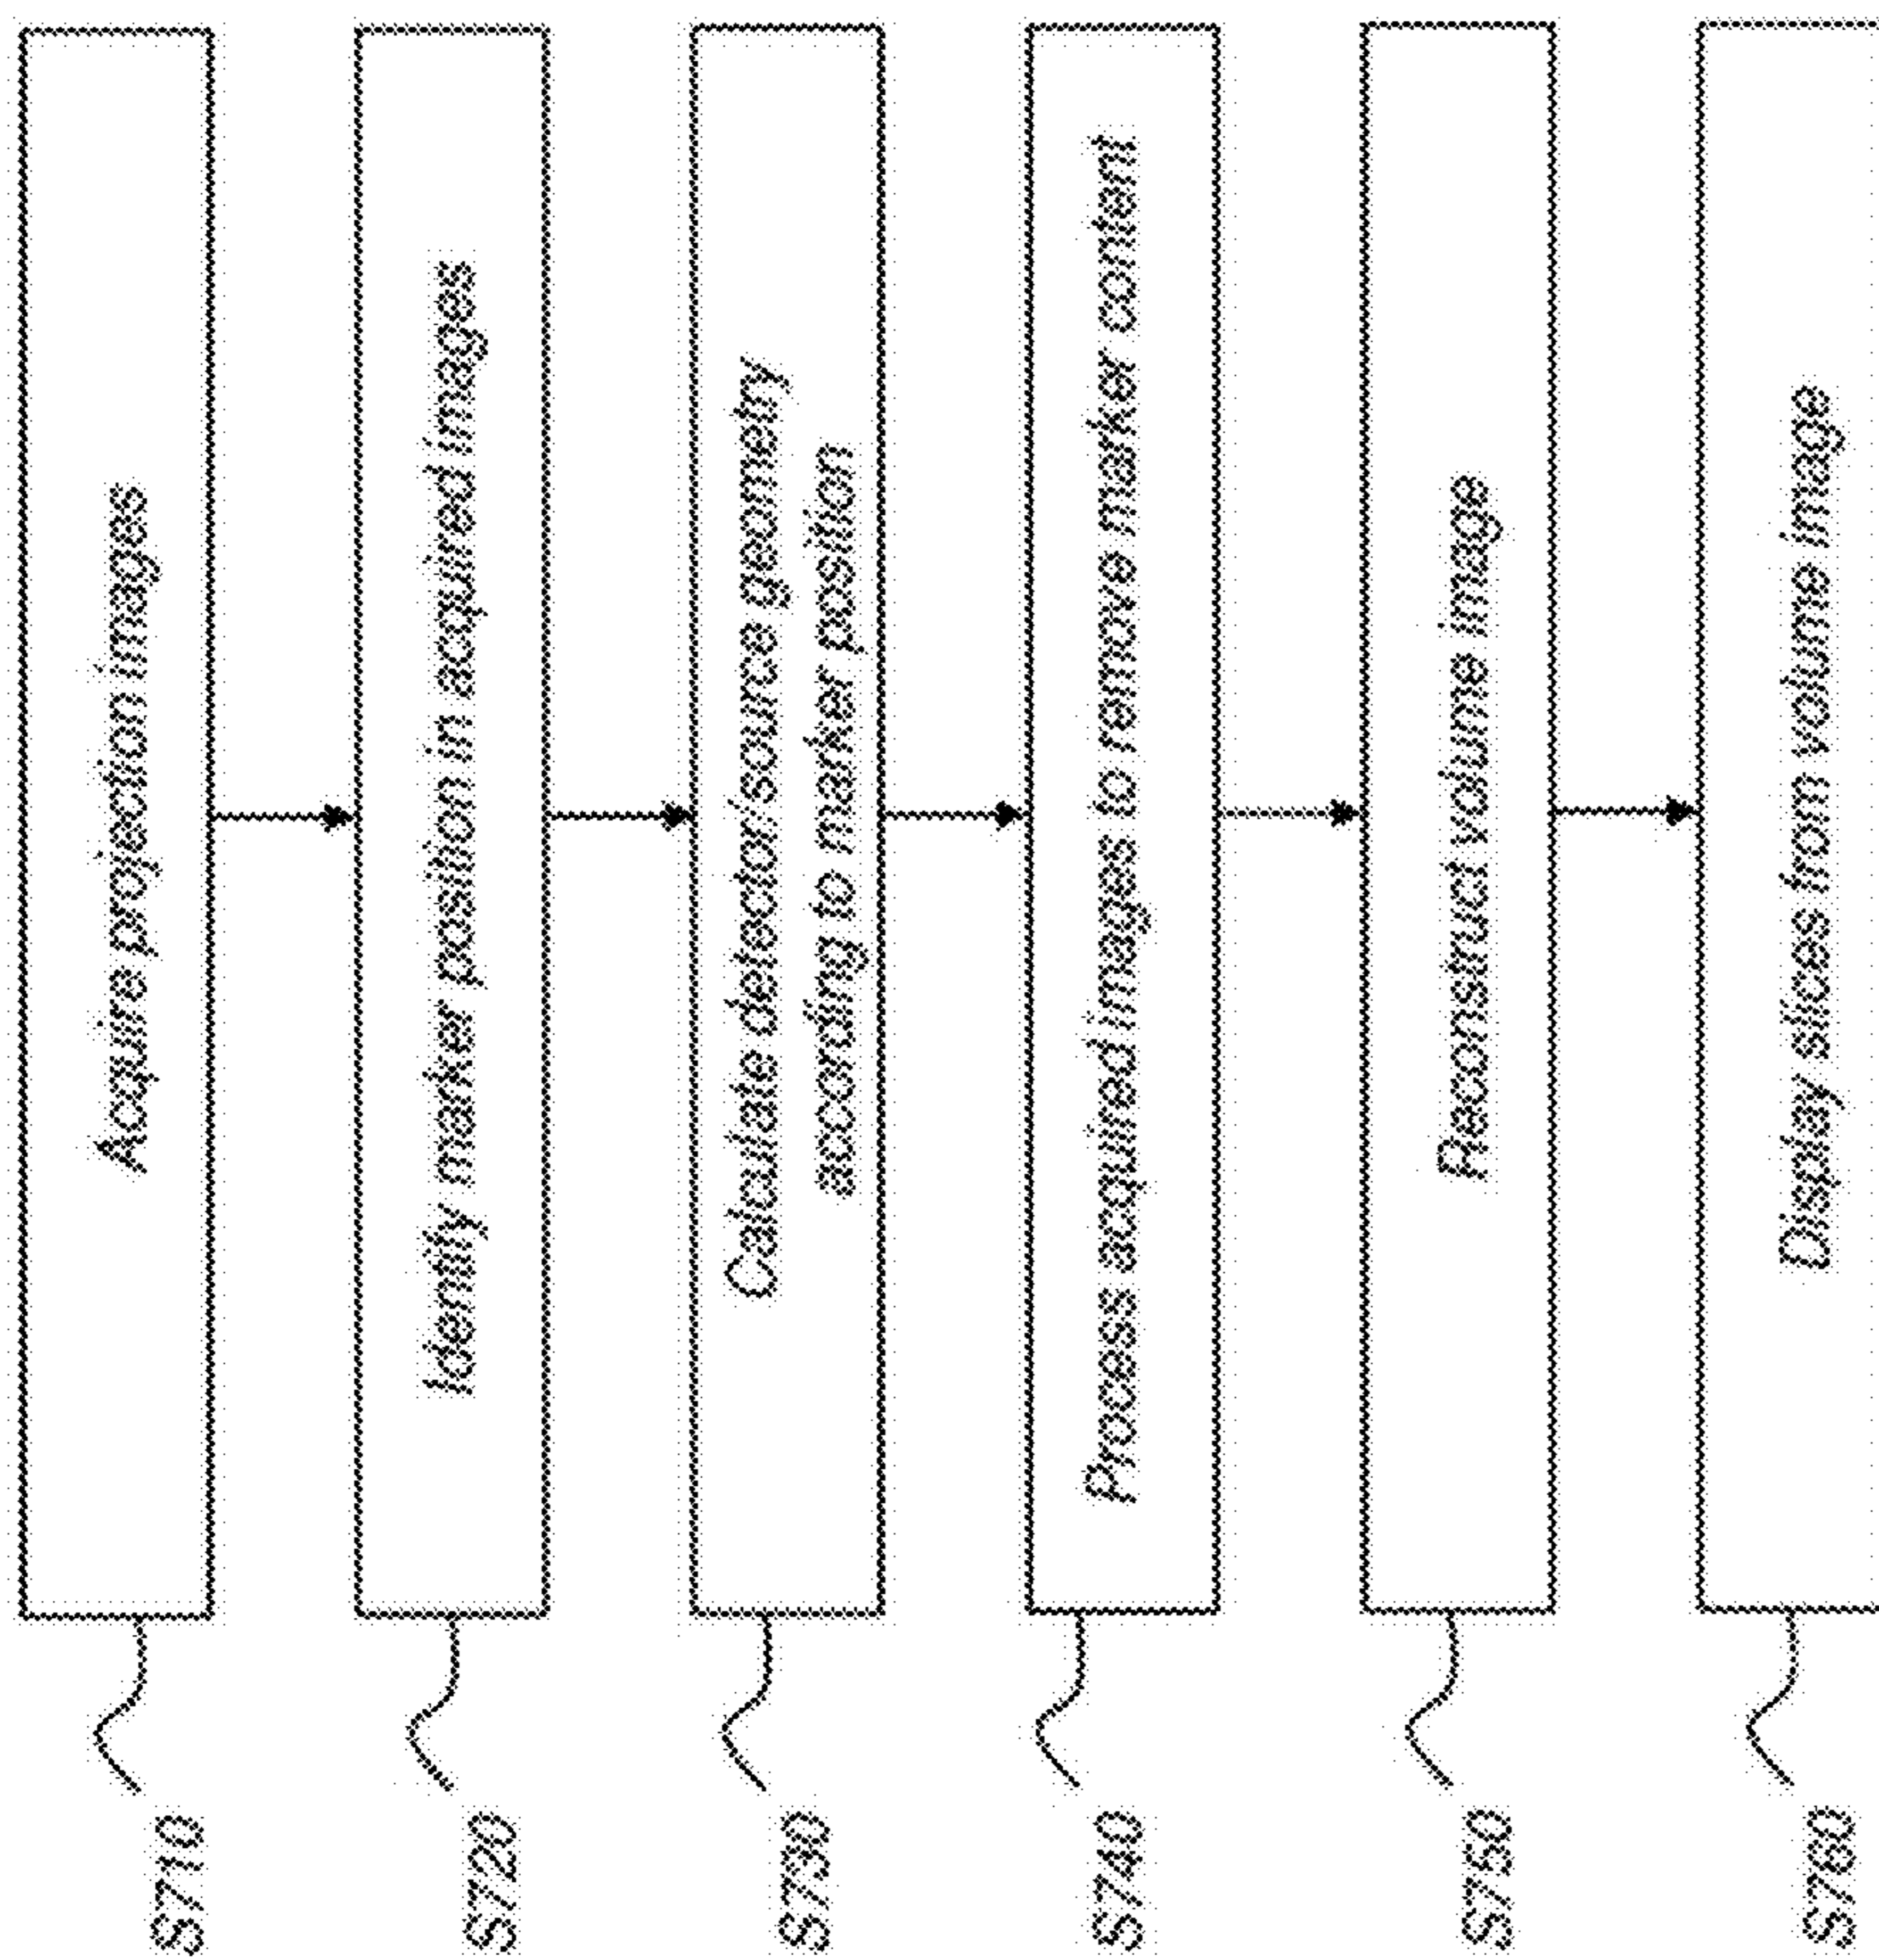 S710
Acquire projection images
S720
Identify marker position in acquired images
S730
Calculate detector/source geometry
according to marker position
S740
Process acquired images to remove marker content
S750
Reconstruct volume image
S760
Display slices from volume image